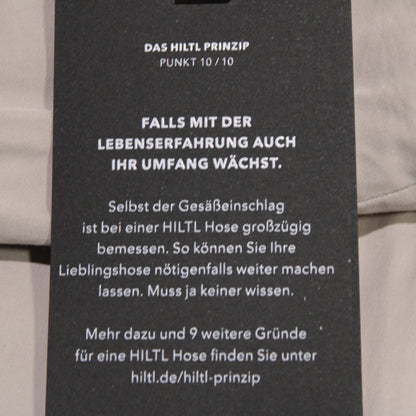 DAS HILTL PRINZIP
PUNKT 10 / 10
FALLS MIT DER
LEBENSERFAHRUNG AUCH
IHR UMFANG WÄCHST.
Selbst der Gesäßeinschlag
ist bei einer HILTL Hose großzügig
bemessen. So können Sie Ihre
Lieblingshose nötigenfalls weiter machen
lassen. Muss ja keiner wissen.
Mehr dazu und 9 weitere Gründe
für eine HILTL Hose finden Sie unter
hiltl.de/hiltl-prinzip